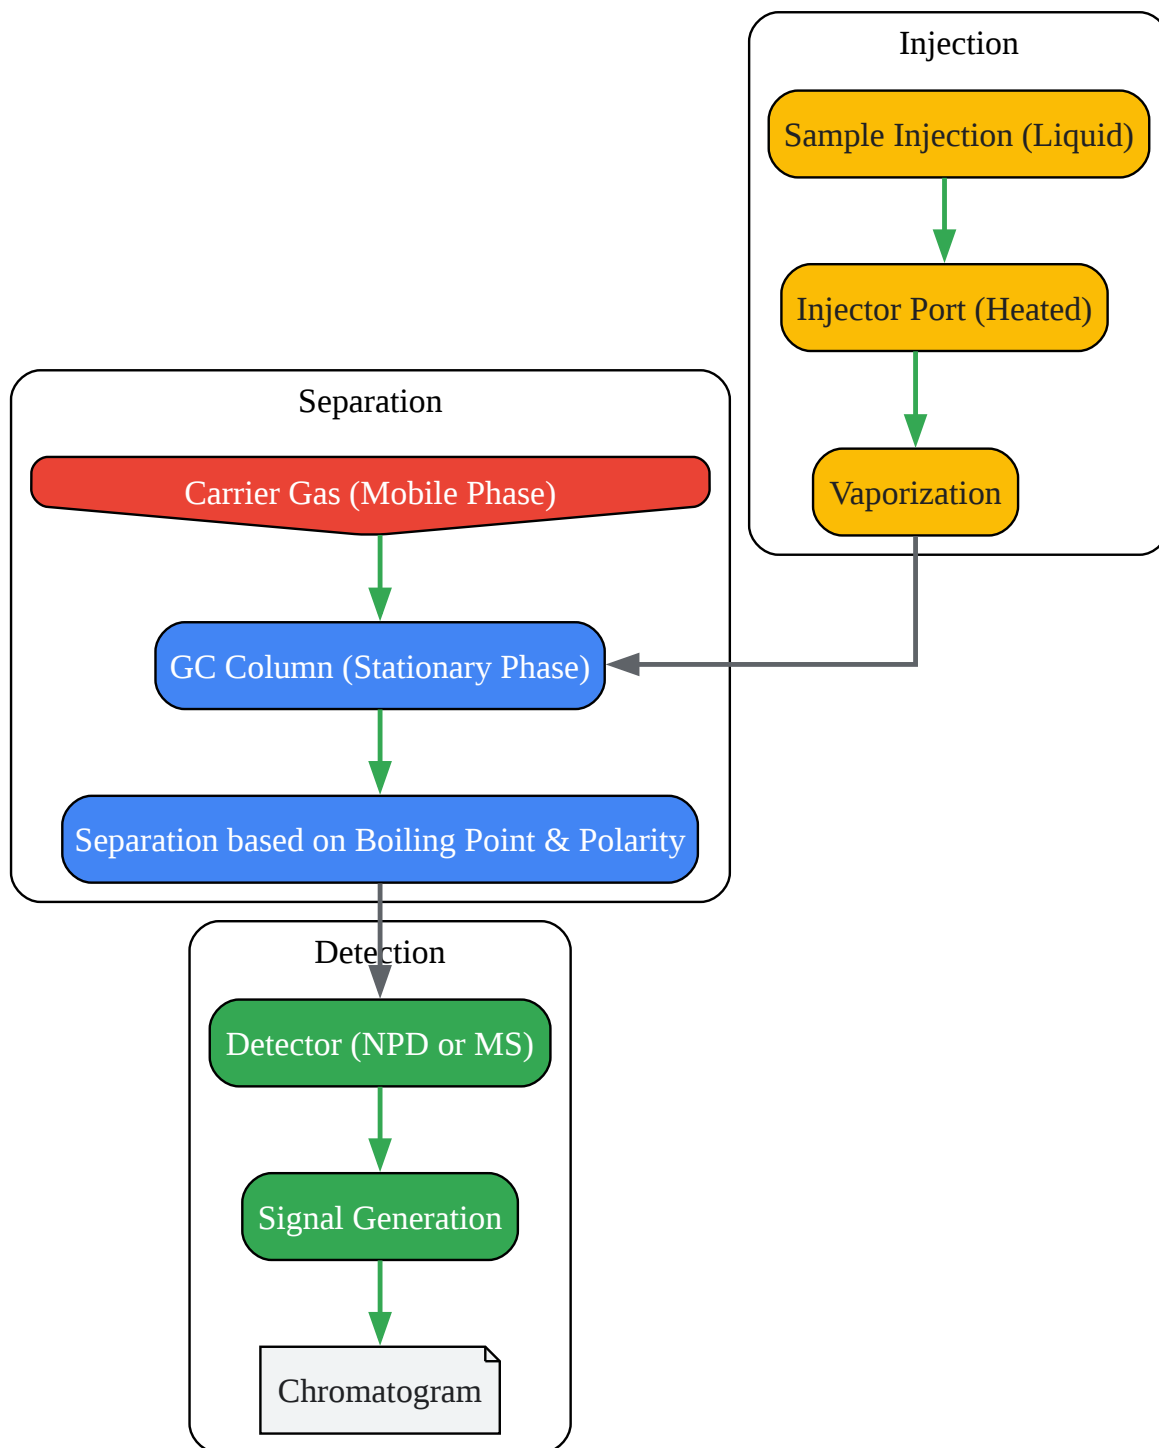 Injection
Sample Injection (Liquid)
Injector Port (Heated)
Vaporization
Separation
Carrier Gas (Mobile Phase)
GC Column (Stationary Phase)
Separation based on Boiling Point & Polarity
Detection
Detector (NPD or MS)
Signal Generation
Chromatogram